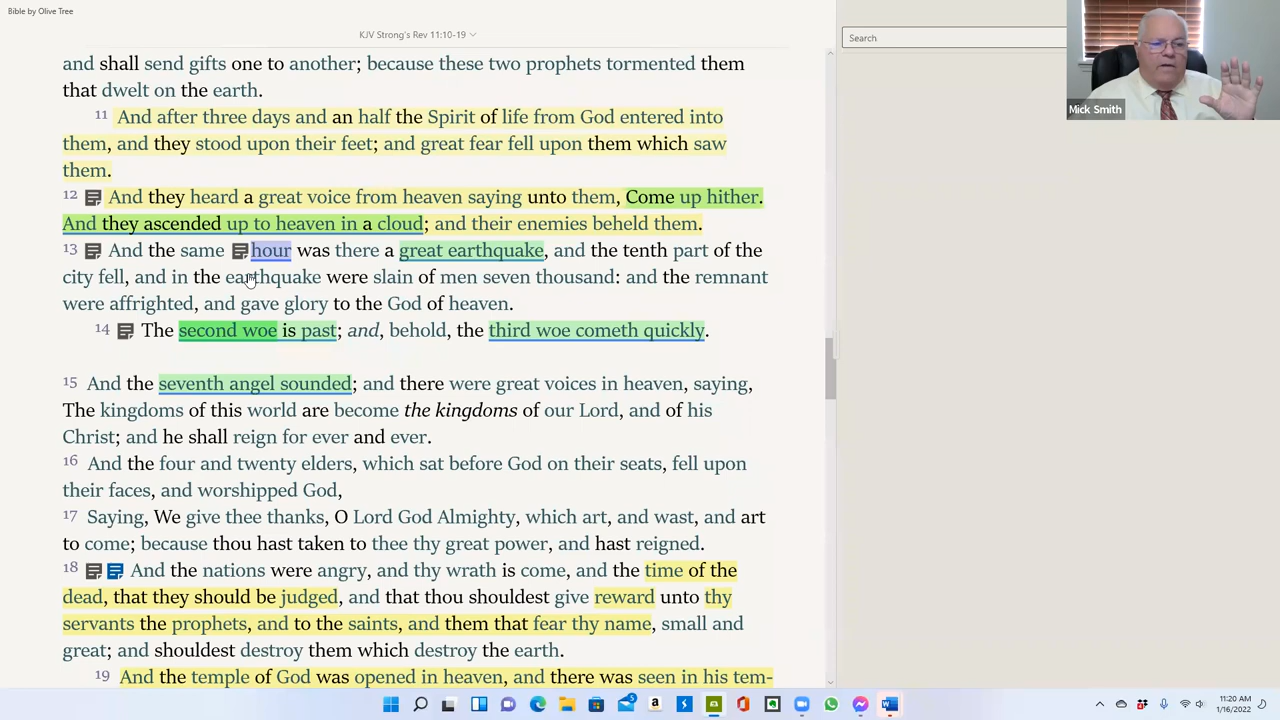 Bible by Olive Tree
KJV Strong's Rev 11:10-19
Search
Mick Smith
and shall send gifts one to another; because these two prophets tormented them
that dwelt on the earth.
11 And after three days and an half the Spirit of life from God entered into
them, and they stood upon their feet; and great fear fell upon them which saw
them.
12 And they heard a great voice from heaven saying unto them, Come up hither.
And they ascended up to heaven in a cloud; and their enemies beheld them.
13 And the same hour was there a great earthquake, and the tenth part of the
city fell, and in the earthquake were slain of men seven thousand: and the remnant
were affrighted, and gave glory to the God of heaven.
14 The second woe is past; and, behold, the third woe cometh quickly.
15 And the seventh angel sounded; and there were great voices in heaven, saying,
The kingdoms of this world are become the kingdoms of our Lord, and of his
Christ; and he shall reign for ever and ever.
16 And the four and twenty elders, which sat before God on their seats, fell upon
their faces, and worshipped God,
17 Saying, We give thee thanks, O Lord God Almighty, which art, and wast, and art
to come; because thou hast taken to thee thy great power, and hast reigned.
18 And the nations were angry, and thy wrath is come, and the time of the
dead, that they should be judged, and that thou shouldest give reward unto thy
servants the prophets, and to the saints, and them that fear thy name, small and
great; and shouldest destroy them which destroy the earth.
19 And the temple of God was opened in heaven, and there was seen in his tem-
11:20 AM
1/16/2022